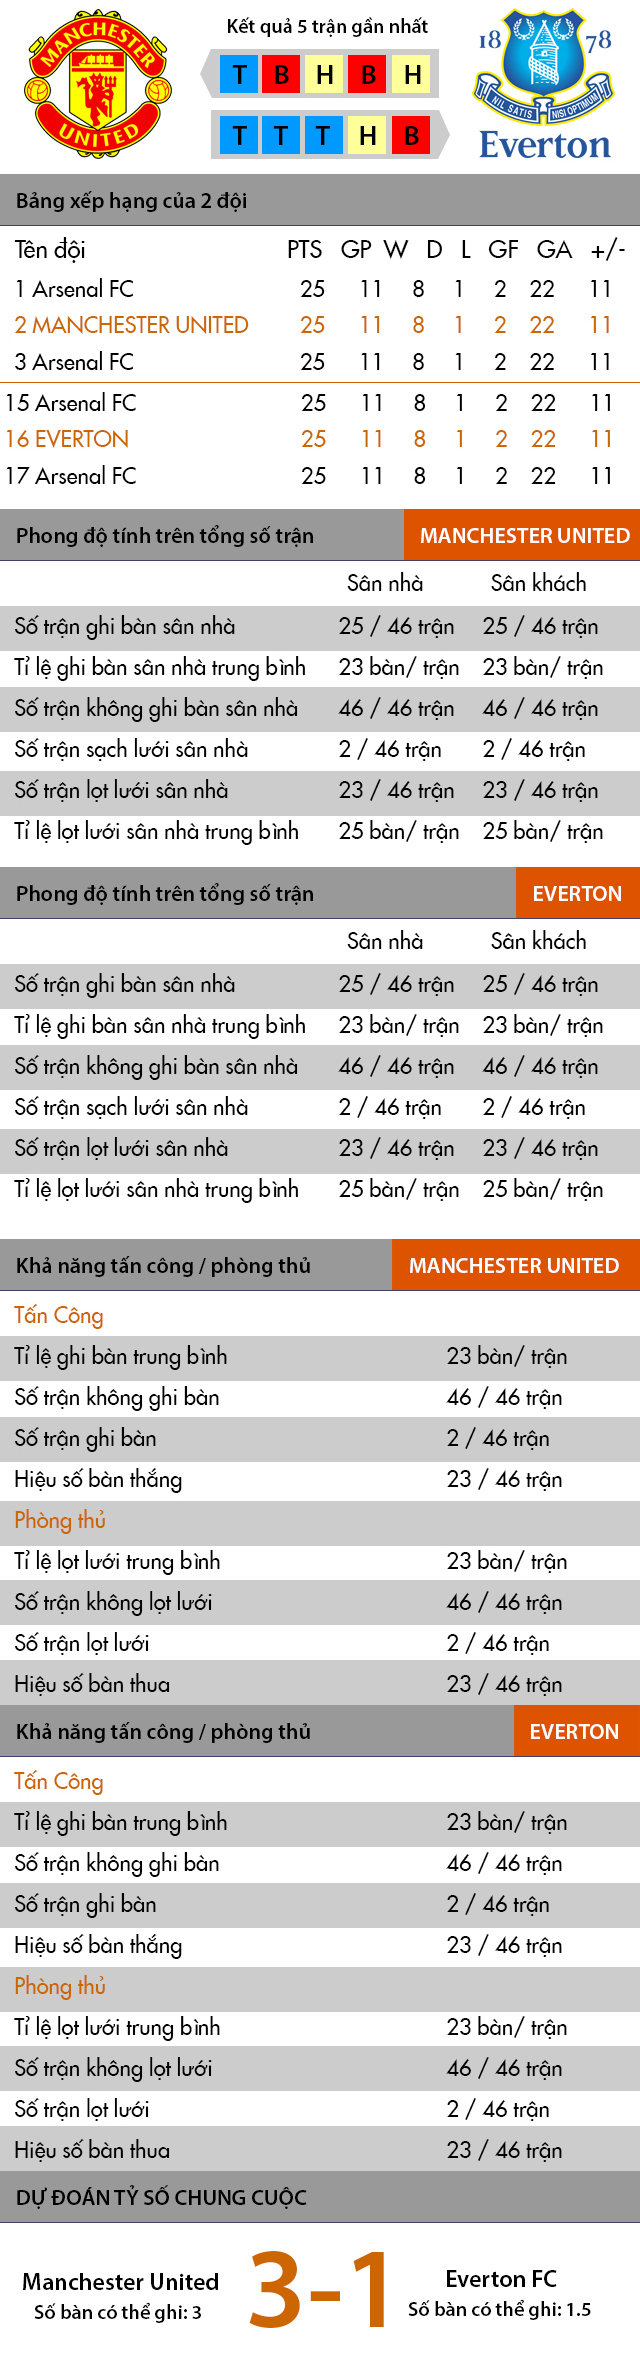 Kết quả 5 trận gần nhất
MANCHESTER
UNITED
T B H B H
T T T H B
18 78
NIL SATIS NISI OPTIMUM
Everton
Bảng xếp hạng của 2 đội
Tên đội PTS GP W D L GF GA +/-
1 Arsenal FC 25 11 8 1 2 22 11
2 MANCHESTER UNITED 25 11 8 1 2 22 11
3 Arsenal FC 25 11 8 1 2 22 11
15 Arsenal FC 25 11 8 1 2 22 11
16 EVERTON 25 11 8 1 2 22 11
17 Arsenal FC 25 11 8 1 2 22 11
Phong độ tính trên tổng số trận MANCHESTER UNITED
Sân nhà Sân khách
Số trận ghi bàn sân nhà 25 / 46 trận 25 / 46 trận
Tỉ lệ ghi bàn sân nhà trung bình 23 bàn/ trận 23 bàn/ trận
Số trận không ghi bàn sân nhà 46 / 46 trận 46 / 46 trận
Số trận sạch lưới sân nhà 2 / 46 trận 2 / 46 trận
Số trận lọt lưới sân nhà 23 / 46 trận 23 / 46 trận
Tỉ lệ lọt lưới sân nhà trung bình 25 bàn/ trận 25 bàn/ trận
Phong độ tính trên tổng số trận EVERTON
Sân nhà Sân khách
Số trận ghi bàn sân nhà 25 / 46 trận 25 / 46 trận
Tỉ lệ ghi bàn sân nhà trung bình 23 bàn/ trận 23 bàn/ trận
Số trận không ghi bàn sân nhà 46 / 46 trận 46 / 46 trận
Số trận sạch lưới sân nhà 2 / 46 trận 2 / 46 trận
Số trận lọt lưới sân nhà 23 / 46 trận 23 / 46 trận
Tỉ lệ lọt lưới sân nhà trung bình 25 bàn/ trận 25 bàn/ trận
Khả năng tấn công / phòng thủ MANCHESTER UNITED
Tấn Công
Tỉ lệ ghi bàn trung bình 23 bàn/ trận
Số trận không ghi bàn 46 / 46 trận
Số trận ghi bàn 2 / 46 trận
Hiệu số bàn thắng 23 / 46 trận
Phòng thủ
Tỉ lệ lọt lưới trung bình 23 bàn/ trận
Số trận không lọt lưới 46 / 46 trận
Số trận lọt lưới 2 / 46 trận
Hiệu số bàn thua 23 / 46 trận
Khả năng tấn công / phòng thủ EVERTON
Tấn Công
Tỉ lệ ghi bàn trung bình 23 bàn/ trận
Số trận không ghi bàn 46 / 46 trận
Số trận ghi bàn 2 / 46 trận
Hiệu số bàn thắng 23 / 46 trận
Phòng thủ
Tỉ lệ lọt lưới trung bình 23 bàn/ trận
Số trận không lọt lưới 46 / 46 trận
Số trận lọt lưới 2 / 46 trận
Hiệu số bàn thua 23 / 46 trận
DỰ ĐOÁN TỶ SỐ CHUNG CUỘC
Manchester United 3-1 Everton FC
Số bàn có thể ghi: 3 Số bàn có thể ghi: 1.5